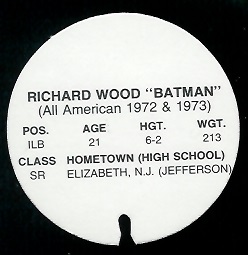 RICHARD WOOD "BATMAN"
(All American 1972 & 1973)
POS. AGE HGT. WGT.
ILB 21 6-2 213
CLASS HOMETOWN (HIGH SCHOOL)
SR ELIZABETH, N.J. (JEFFERSON)